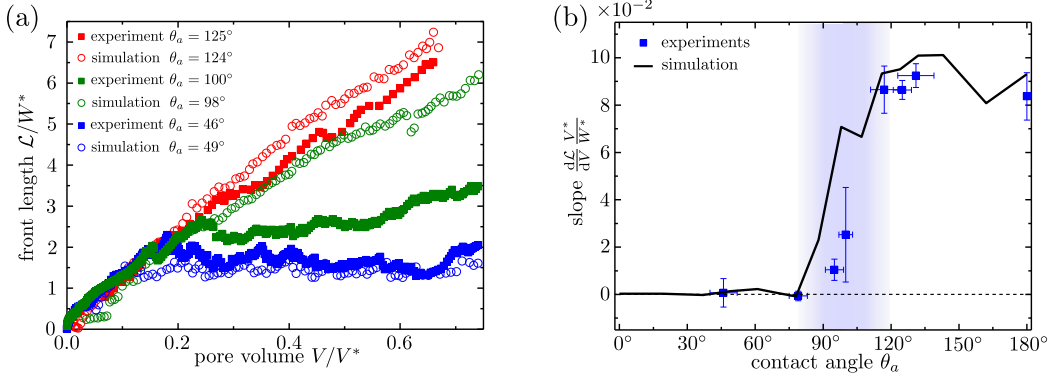 (a)
7
6
5
4
3
2
1
0
front length ℒ/W*
experiment θₐ = 125°
simulation θₐ = 124°
experiment θₐ = 100°
simulation θₐ = 98°
experiment θₐ = 46°
simulation θₐ = 49°
0.0 0.2 0.4 0.6
pore volume V/V*
(b)
×10⁻²
10
8
6
4
2
0
slope dℒ/dV V*/W*
experiments
simulation
0° 30° 60° 90° 120° 150° 180°
contact angle θₐ